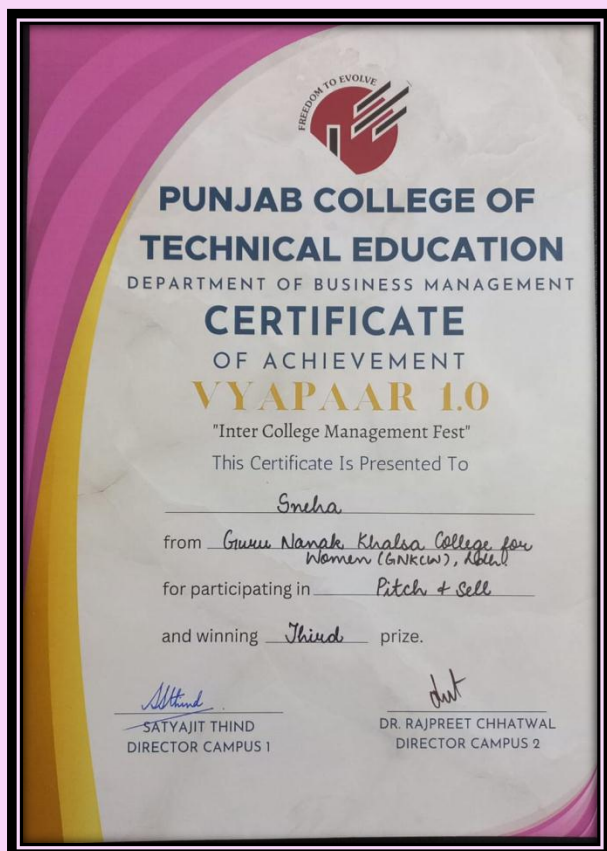 FREEDOM TO EVOLVE
PUNJAB COLLEGE OF
TECHNICAL EDUCATION
DEPARTMENT OF BUSINESS MANAGEMENT
CERTIFICATE
OF ACHIEVEMENT
VYAPAAR 1.0
"Inter College Management Fest"
This Certificate Is Presented To
Sneha
from Guru Nanak Khalsa College for
Women (GNKCW),
for participating in Pitch & Sell
and winning Third prize.
SATYAJIT THIND
DIRECTOR CAMPUS 1
DR. RAJPREET CHHATWAL
DIRECTOR CAMPUS 2